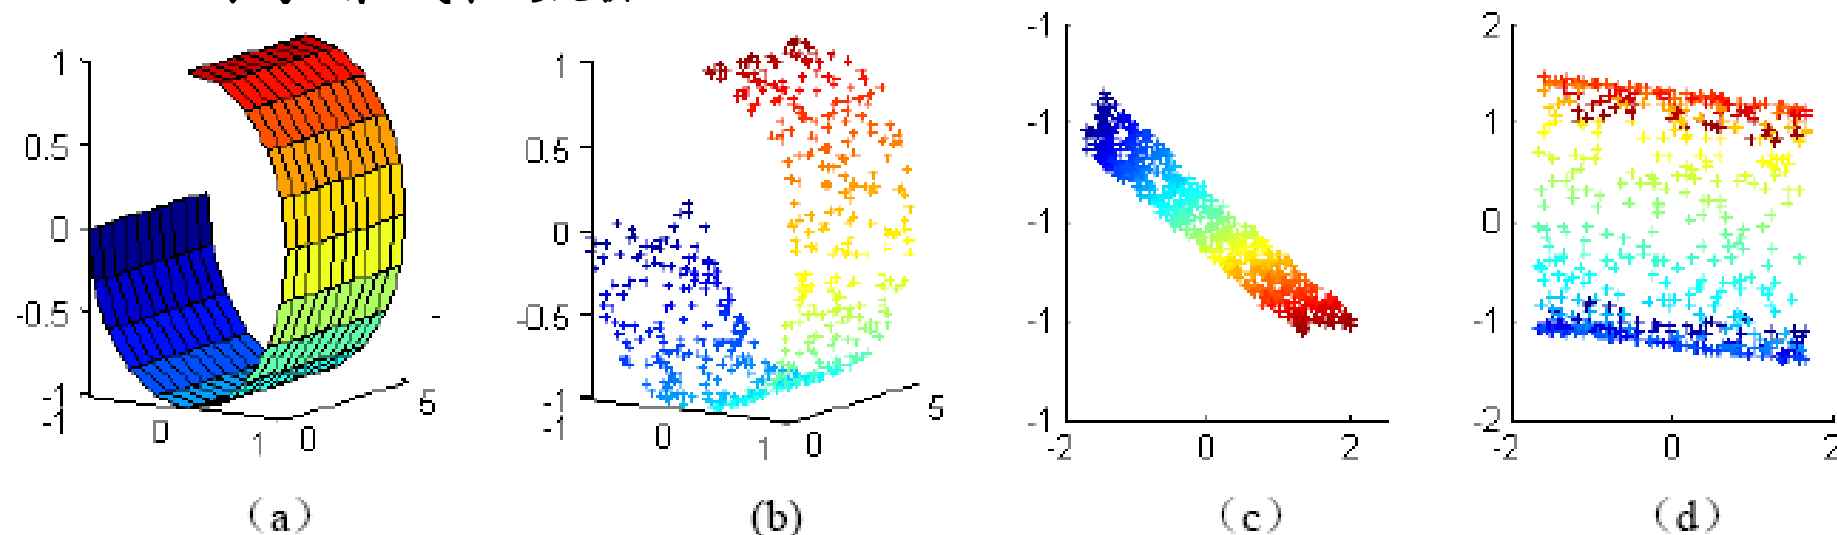 1 0.5 0 -0.5 -1 -1 0 1 0 5 -
1 0.5 0 -0.5 -1 -1 0 1 0 5
-1 -1 -1 -1 -1 -2 0 2
2 1 0 -1 -2 -2 0 2
(a) (b) (c) (d)